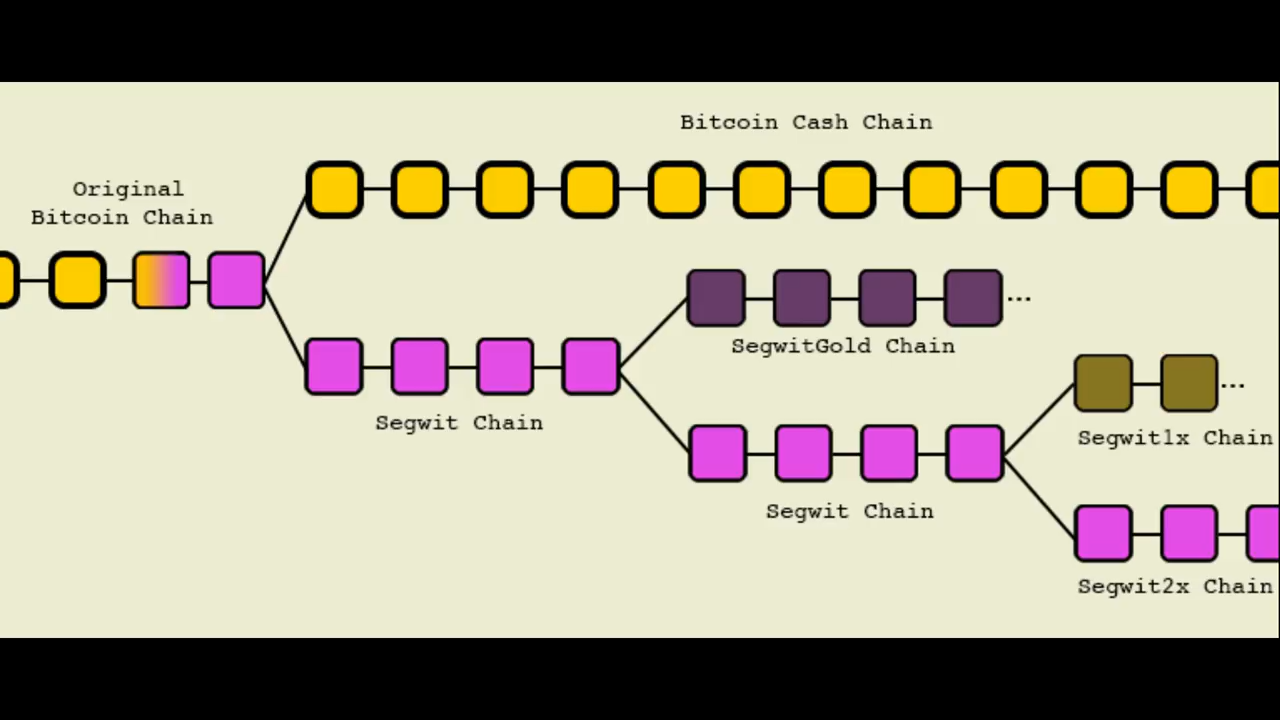 Bitcoin Cash Chain
Original
Bitcoin Chain
SegwitGold Chain
Segwit Chain
Segwit1x Chain
Segwit Chain
Segwit2x Chain